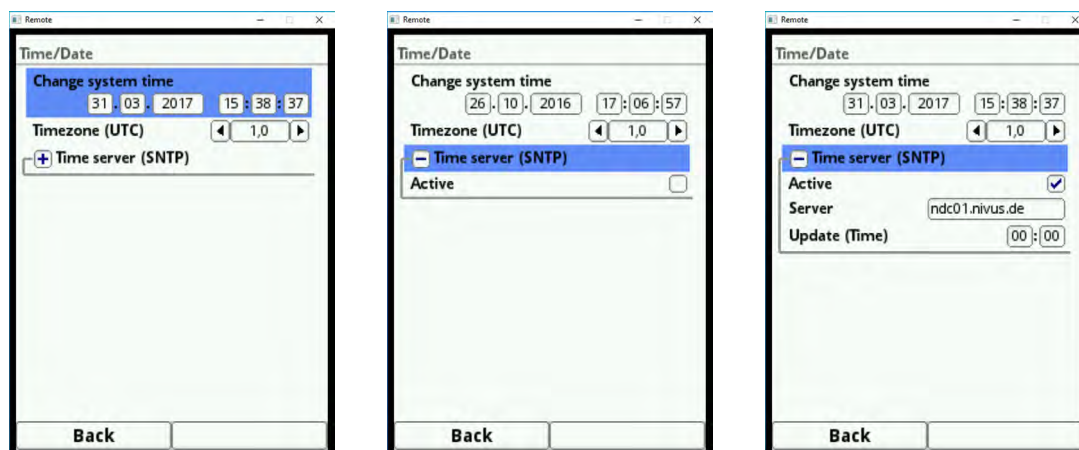 Remote
Time/Date
Change system time
31. 03. 2017 15: 38: 37
Timezone (UTC) 1,0
Time server (SNTP)
Back
Remote
Time/Date
Change system time
26. 10. 2016 17: 06: 57
Timezone (UTC) 1,0
Time server (SNTP)
Active
Back
Remote
Time/Date
Change system time
31. 03. 2017 15: 38: 37
Timezone (UTC) 1,0
Time server (SNTP)
Active
Server ndc01.nivus.de
Update (Time) 00: 00
Back